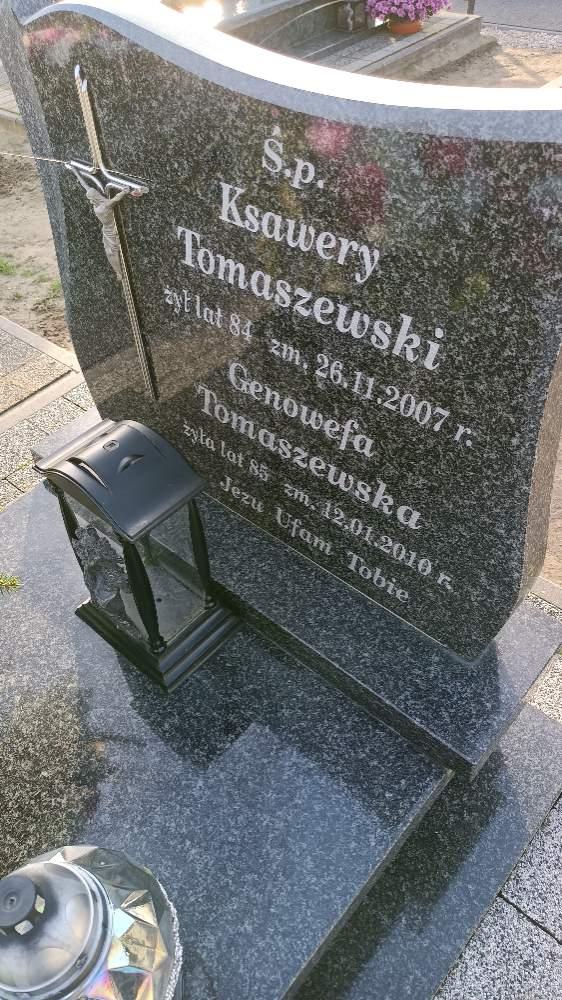 Ś.p.
Ksawery
Tomaszewski
żył lat 84 zm. 26.11.2007 r.
Genowefa
Tomaszewska
żyła lat 85 zm. 12.01.2010 r.
Jezu Ufam Tobie